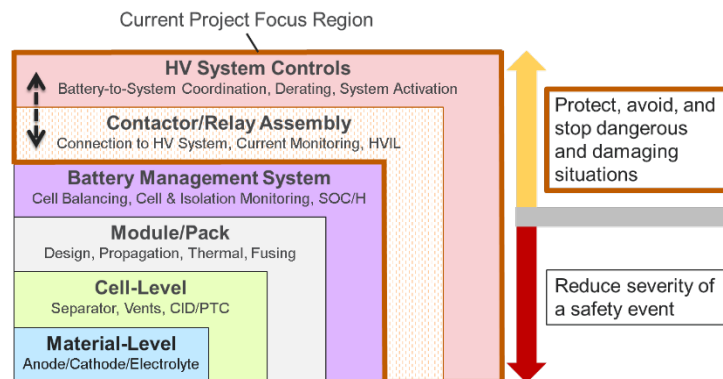 Current Project Focus Region
HV System Controls
Battery-to-System Coordination, Derating, System Activation
Contactor/Relay Assembly
Connection to HV System, Current Monitoring, HVIL
Battery Management System
Cell Balancing, Cell & Isolation Monitoring, SOC/H
Module/Pack
Design, Propagation, Thermal, Fusing
Cell-Level
Separator, Vents, CID/PTC
Material-Level
Anode/Cathode/Electrolyte
Protect, avoid, and
stop dangerous
and damaging
situations
Reduce severity of
a safety event